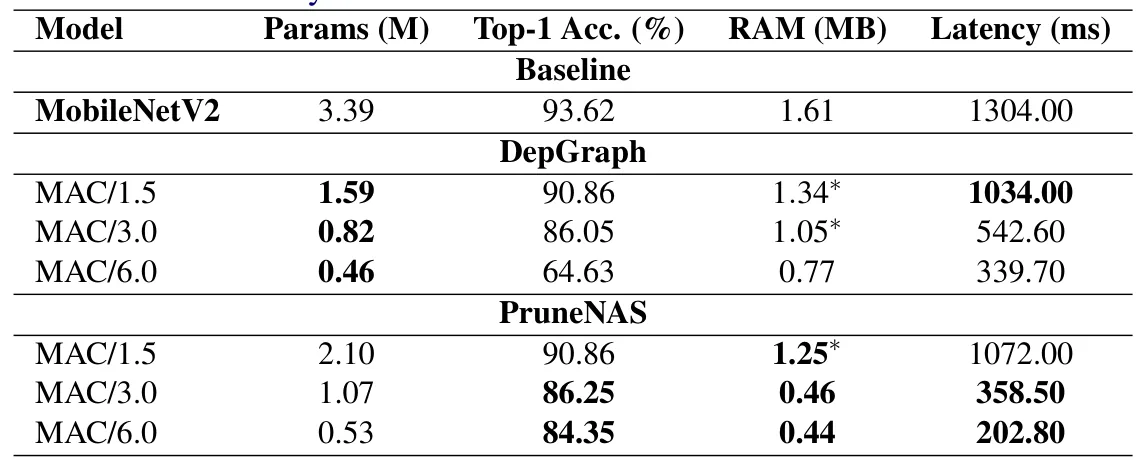 Model Params (M) Top-1 Acc. (%) RAM (MB) Latency (ms)
Baseline
MobileNetV2 3.39 93.62 1.61 1304.00
DepGraph
MAC/1.5 1.59 90.86 1.34* 1034.00
MAC/3.0 0.82 86.05 1.05* 542.60
MAC/6.0 0.46 64.63 0.77 339.70
PruneNAS
MAC/1.5 2.10 90.86 1.25* 1072.00
MAC/3.0 1.07 86.25 0.46 358.50
MAC/6.0 0.53 84.35 0.44 202.80